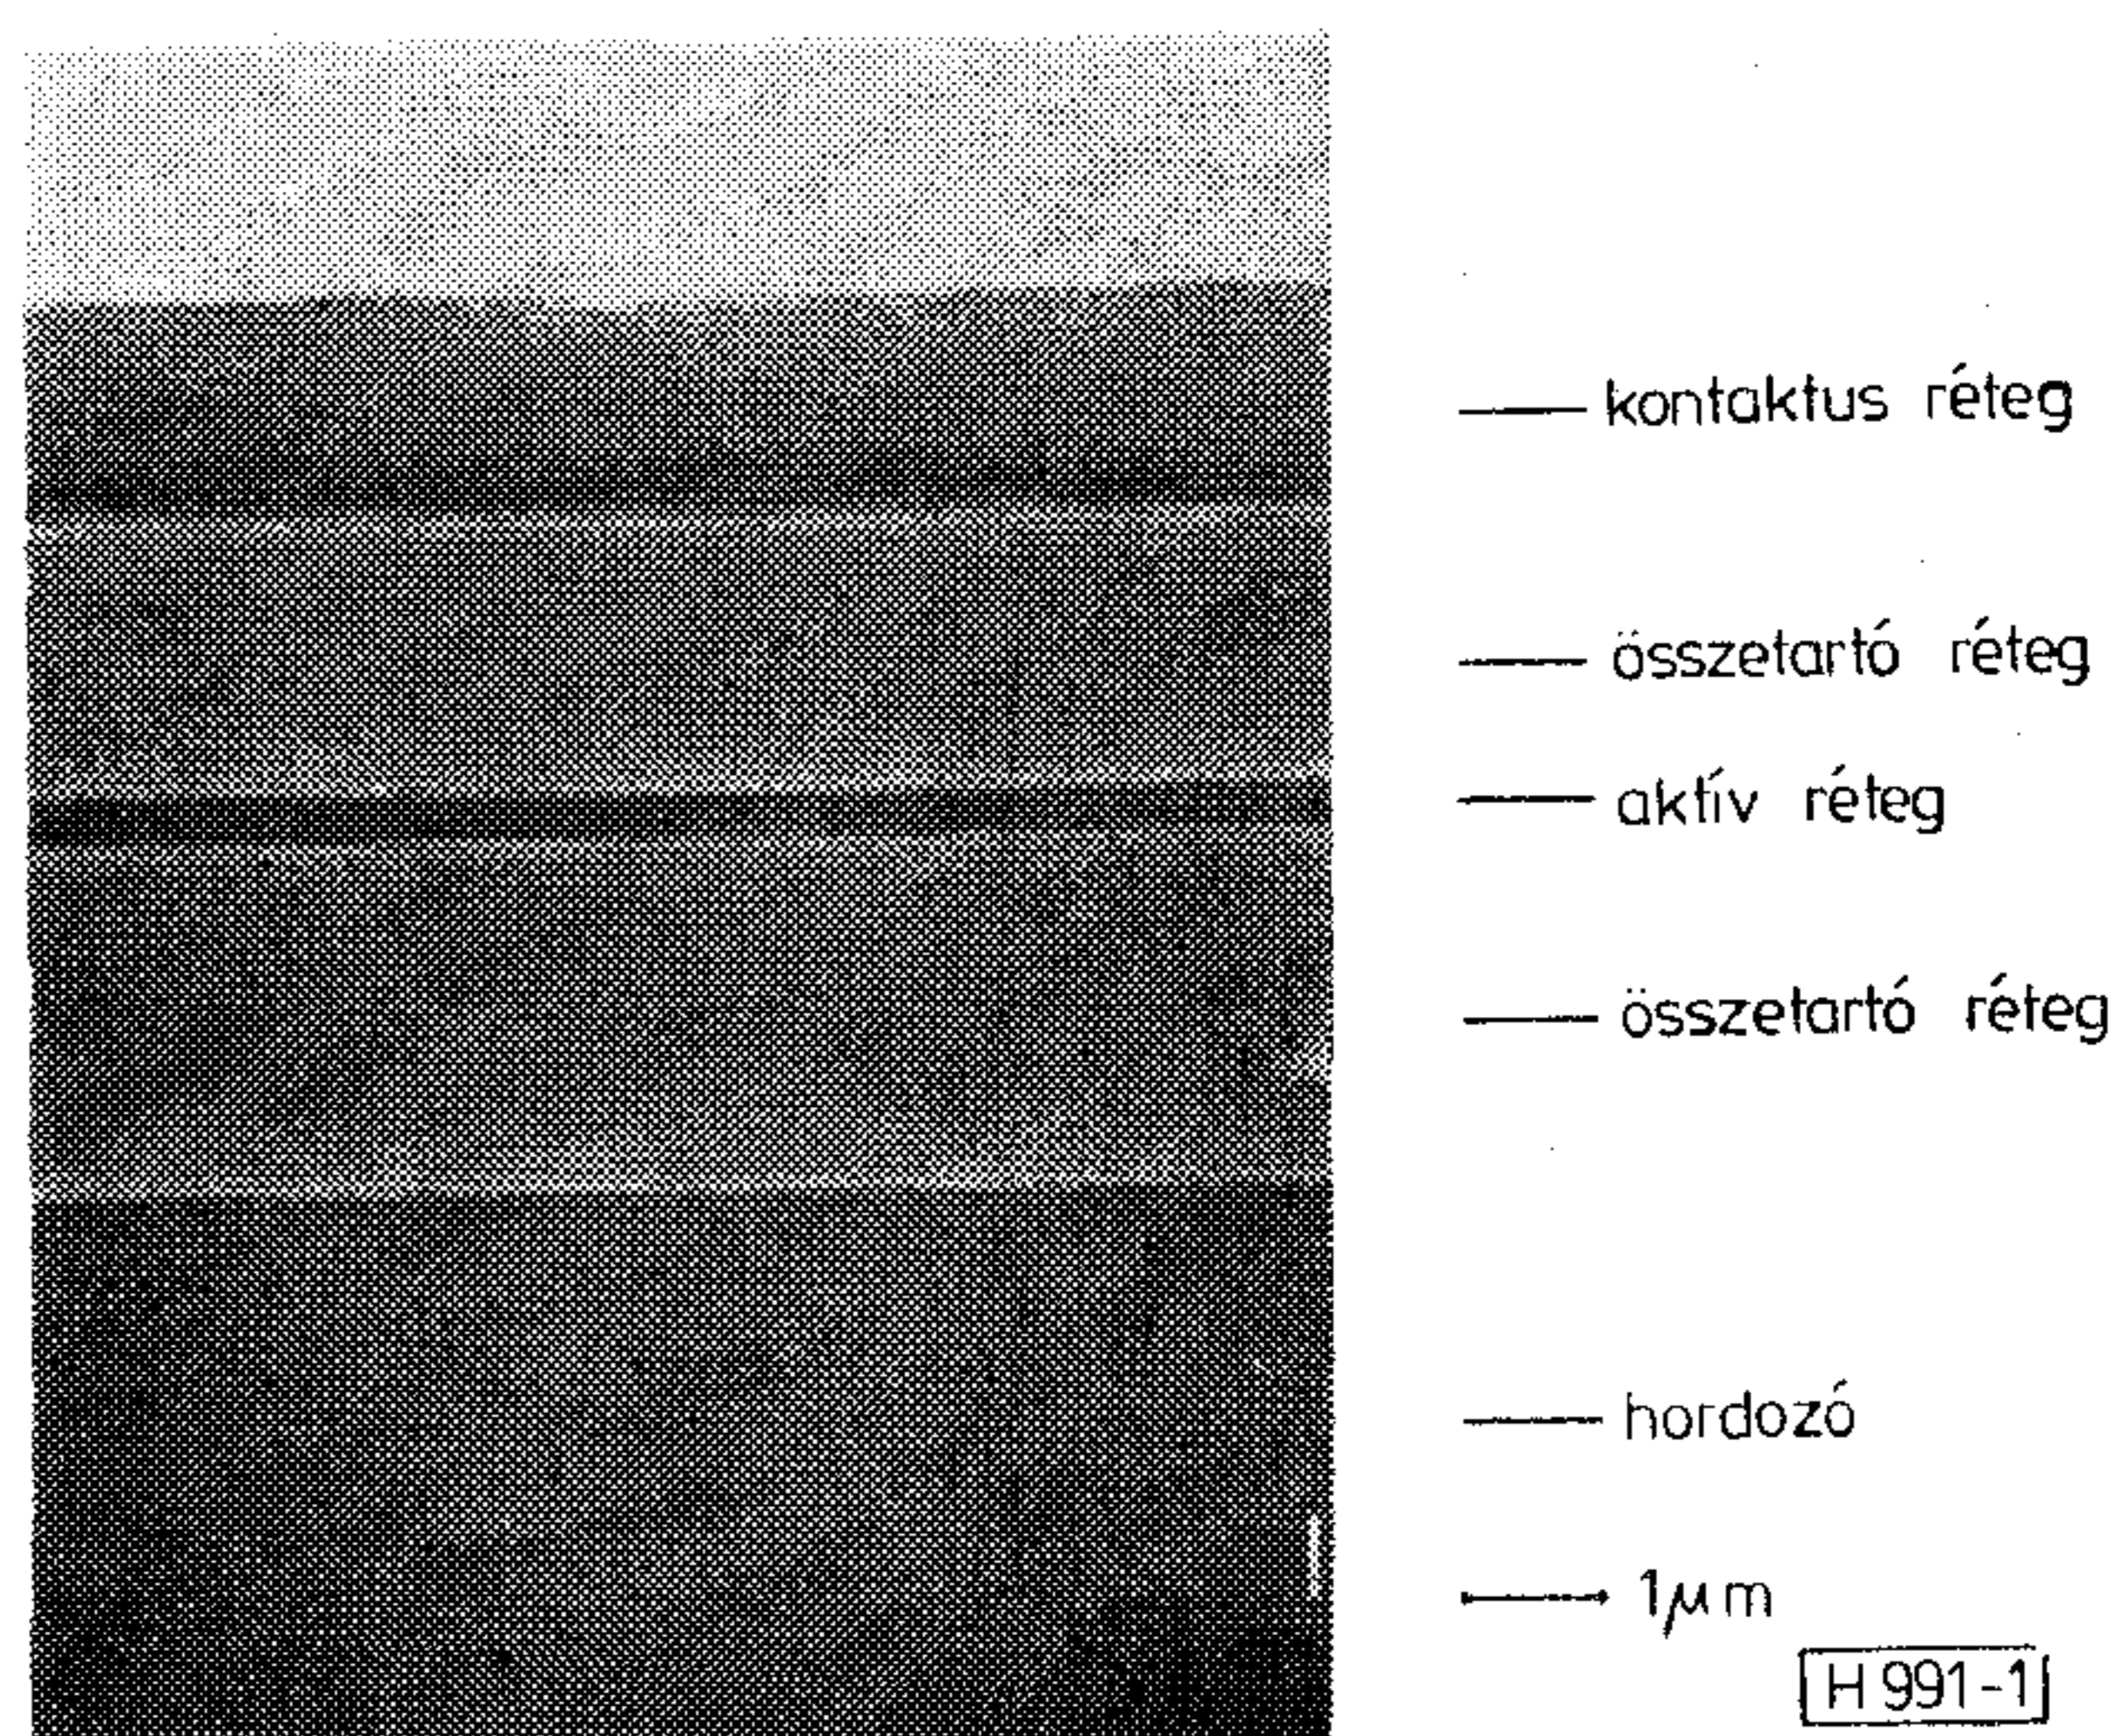 kontaktus réteg
összetartó réteg
aktív réteg
összetartó réteg
hordozó
1μm
H 991-1